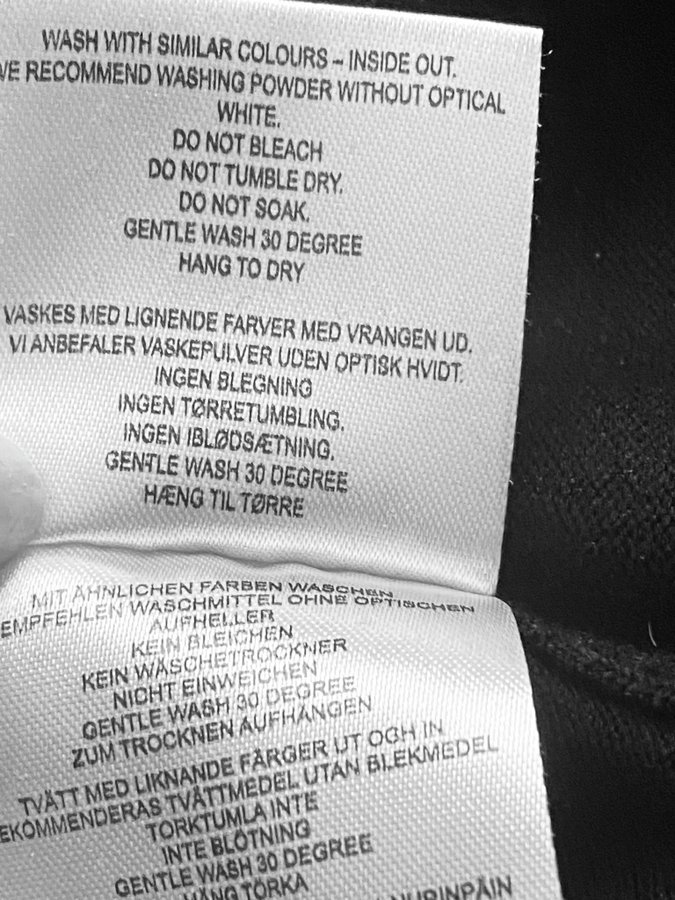 WASH WITH SIMILAR COLOURS – INSIDE OUT.
RECOMMEND WASHING POWDER WITHOUT OPTICAL
WHITE.
DO NOT BLEACH
DO NOT TUMBLE DRY.
DO NOT SOAK.
GENTLE WASH 30 DEGREE
HANG TO DRY
VASKES MED LIGNENDE FARVER MED VRANGEN UD.
VI ANBEFALER VASKEPULVER UDEN OPTISK HVIDT.
INGEN BLEGNING
INGEN TØRRETUMBLING.
INGEN IBLØDSÆTNING.
GENTLE WASH 30 DEGREE
HÆNG TIL TØRRE
MIT ÄHNLICHEN FARBEN WASCHEN
EMPFEHLEN WASCHMITTEL OHNE OPTISCHEN
AUFHELLER
KEIN BLEICHEN
KEIN WÄSCHETROCKNER
NICHT EINWEICHEN
GENTLE WASH 30 DEGREE
ZUM TROCKNEN AUFHÄNGEN
TVÄTT MED LIKNANDE FÄRGER UT OGH IN
EKOMMENDERAS TVÄTTMEDEL UTAN BLEKMEDEL
TORKTUMLA INTE
INTE BLÖTNING
GENTLE WASH 30 DEGREE
HÄNG TORKA
NURINPÄIN